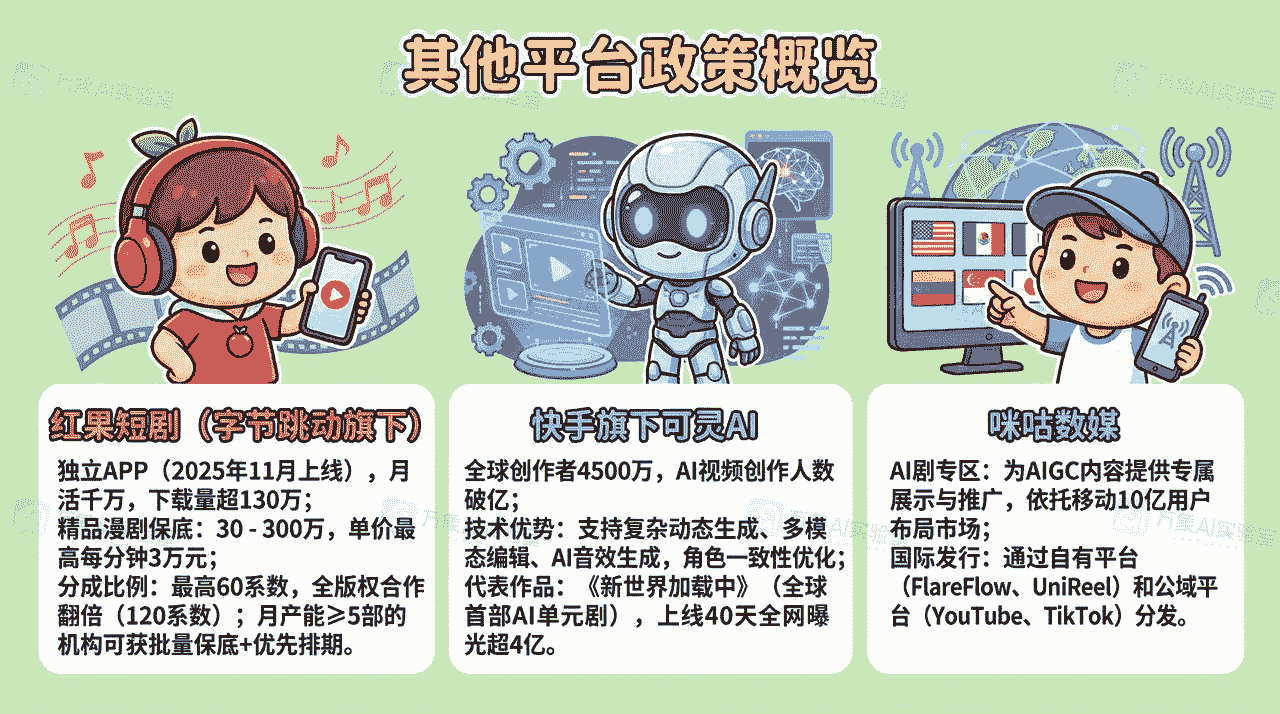 其他平台政策概览
红果短剧（字节跳动旗下）
独立APP（2025年11月上线），月
活千万，下载量超130万；
精品漫剧保底：30 - 300万，单价最
高每分钟3万元；
分成比例：最高60系数，全版权合作
翻倍（120系数）；月产能≥5部的
机构可获批量保底+优先排期。
快手旗下可灵AI
全球创作者4500万，AI视频创作人数
破亿；
技术优势：支持复杂动态生成、多模
态编辑、AI音效生成，角色一致性优化；
代表作品：《新世界加载中》（全球
首部AI单元剧），上线40天全网曝
光超4亿。
咪咕数媒
AI剧专区：为AIGC内容提供专属
展示与推广，依托移动10亿用户
布局市场；
国际发行：通过自有平台
（FlareFlow、UniReel）和公域平
台（YouTube、TikTok）分发。